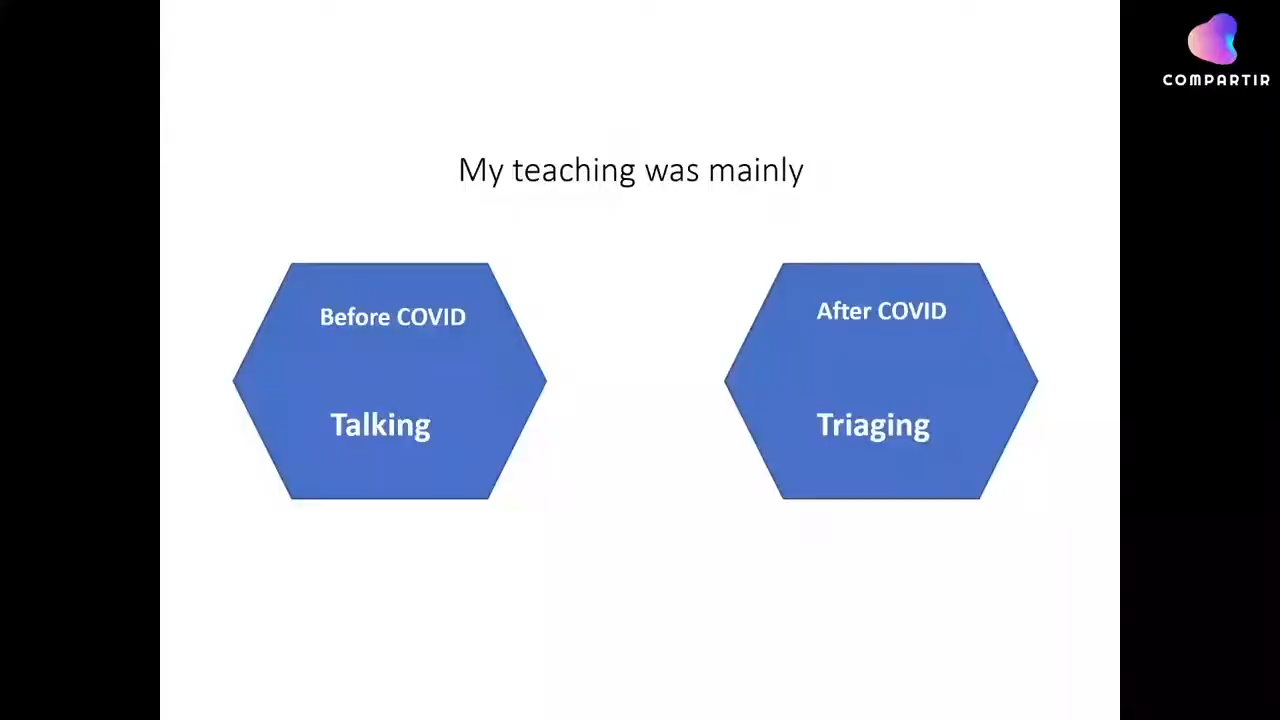 COMPARTIR
My teaching was mainly
Before COVID
Talking
After COVID
Triaging